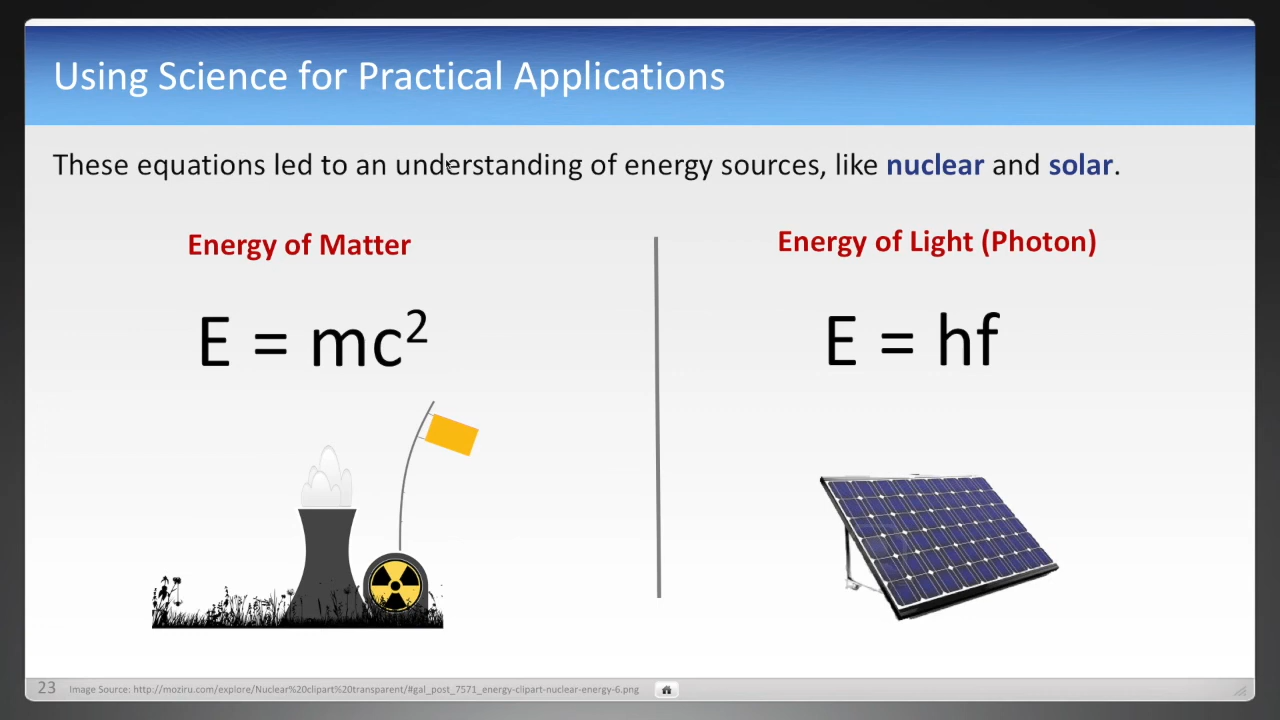 Using Science for Practical Applications
These equations led to an understanding of energy sources, like nuclear and solar.
Energy of Matter
E = mc²
Energy of Light (Photon)
E = hf
23 Image Source: http://moziru.com/explore/Nuclear%20clipart%20transparent/#gal_post_7571_energy-clipart-nuclear-energy-6.png